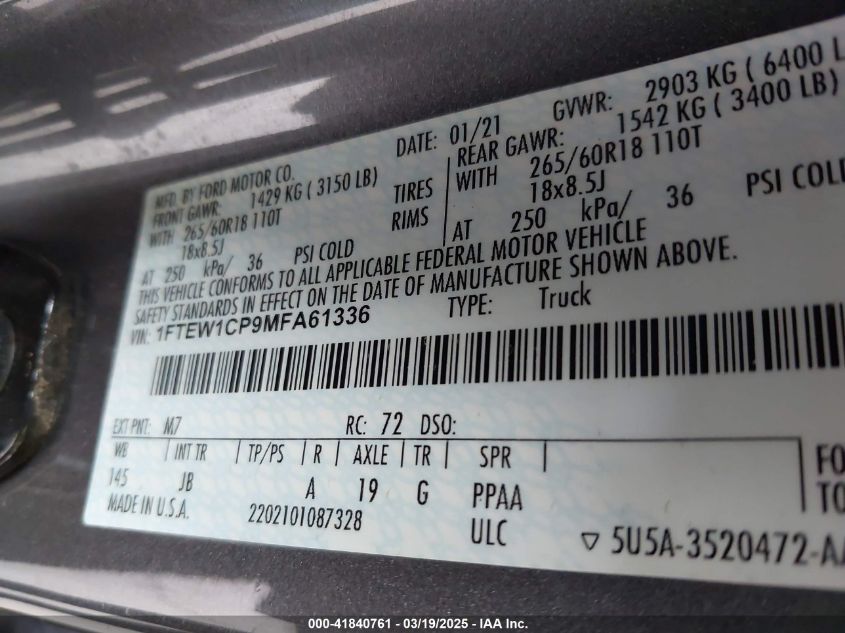 MFD. BY FORD MOTOR CO. DATE: 01/21 GVWR: 2903 KG ( 6400 L
FRONT GAWR: 1429 KG ( 3150 LB) REAR GAWR: 1542 KG ( 3400 LB)
WITH 265/60R18 110T TIRES WITH 265/60R18 110T
18x8.5J RIMS 18x8.5J
AT 250 kPa/ 36 PSI COLD AT 250 kPa/ 36 PSI COLD
THIS VEHICLE CONFORMS TO ALL APPLICABLE FEDERAL MOTOR VEHICLE
SAFETY STANDARDS IN EFFECT ON THE DATE OF MANUFACTURE SHOWN ABOVE.
VIN: 1FTEW1CP9MFA61336 TYPE: Truck
EXT PNT: M7 RC: 72 DSO:
WB INT TR TP/PS R AXLE TR SPR
145 JB A 19 G PPAA
MADE IN U.S.A. 2202101087328 ULC
FO
TO
▽ 5U5A-3520472-AA
000-41840761 - 03/19/2025 - IAA Inc.